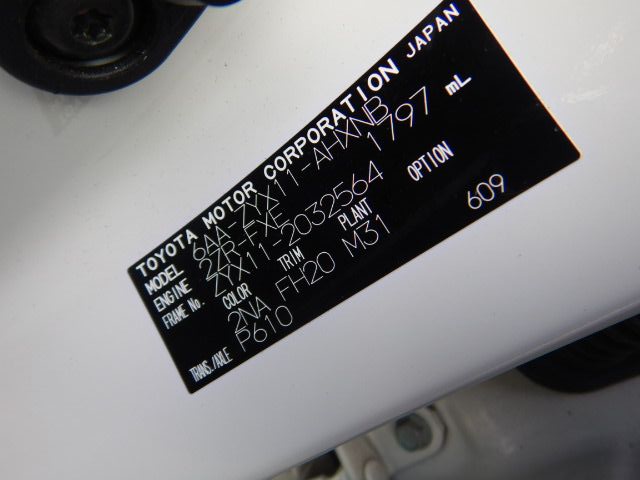 TOYOTA MOTOR CORPORATION JAPAN
MODEL 6AA-ZYX11-AHXNB
ENGINE 2ZR-FXE 1797 mL
FRAME No. ZYX11-2032564
COLOR TRIM PLANT OPTION
2NA FH20 M31 609
TRANS./AXLE P610